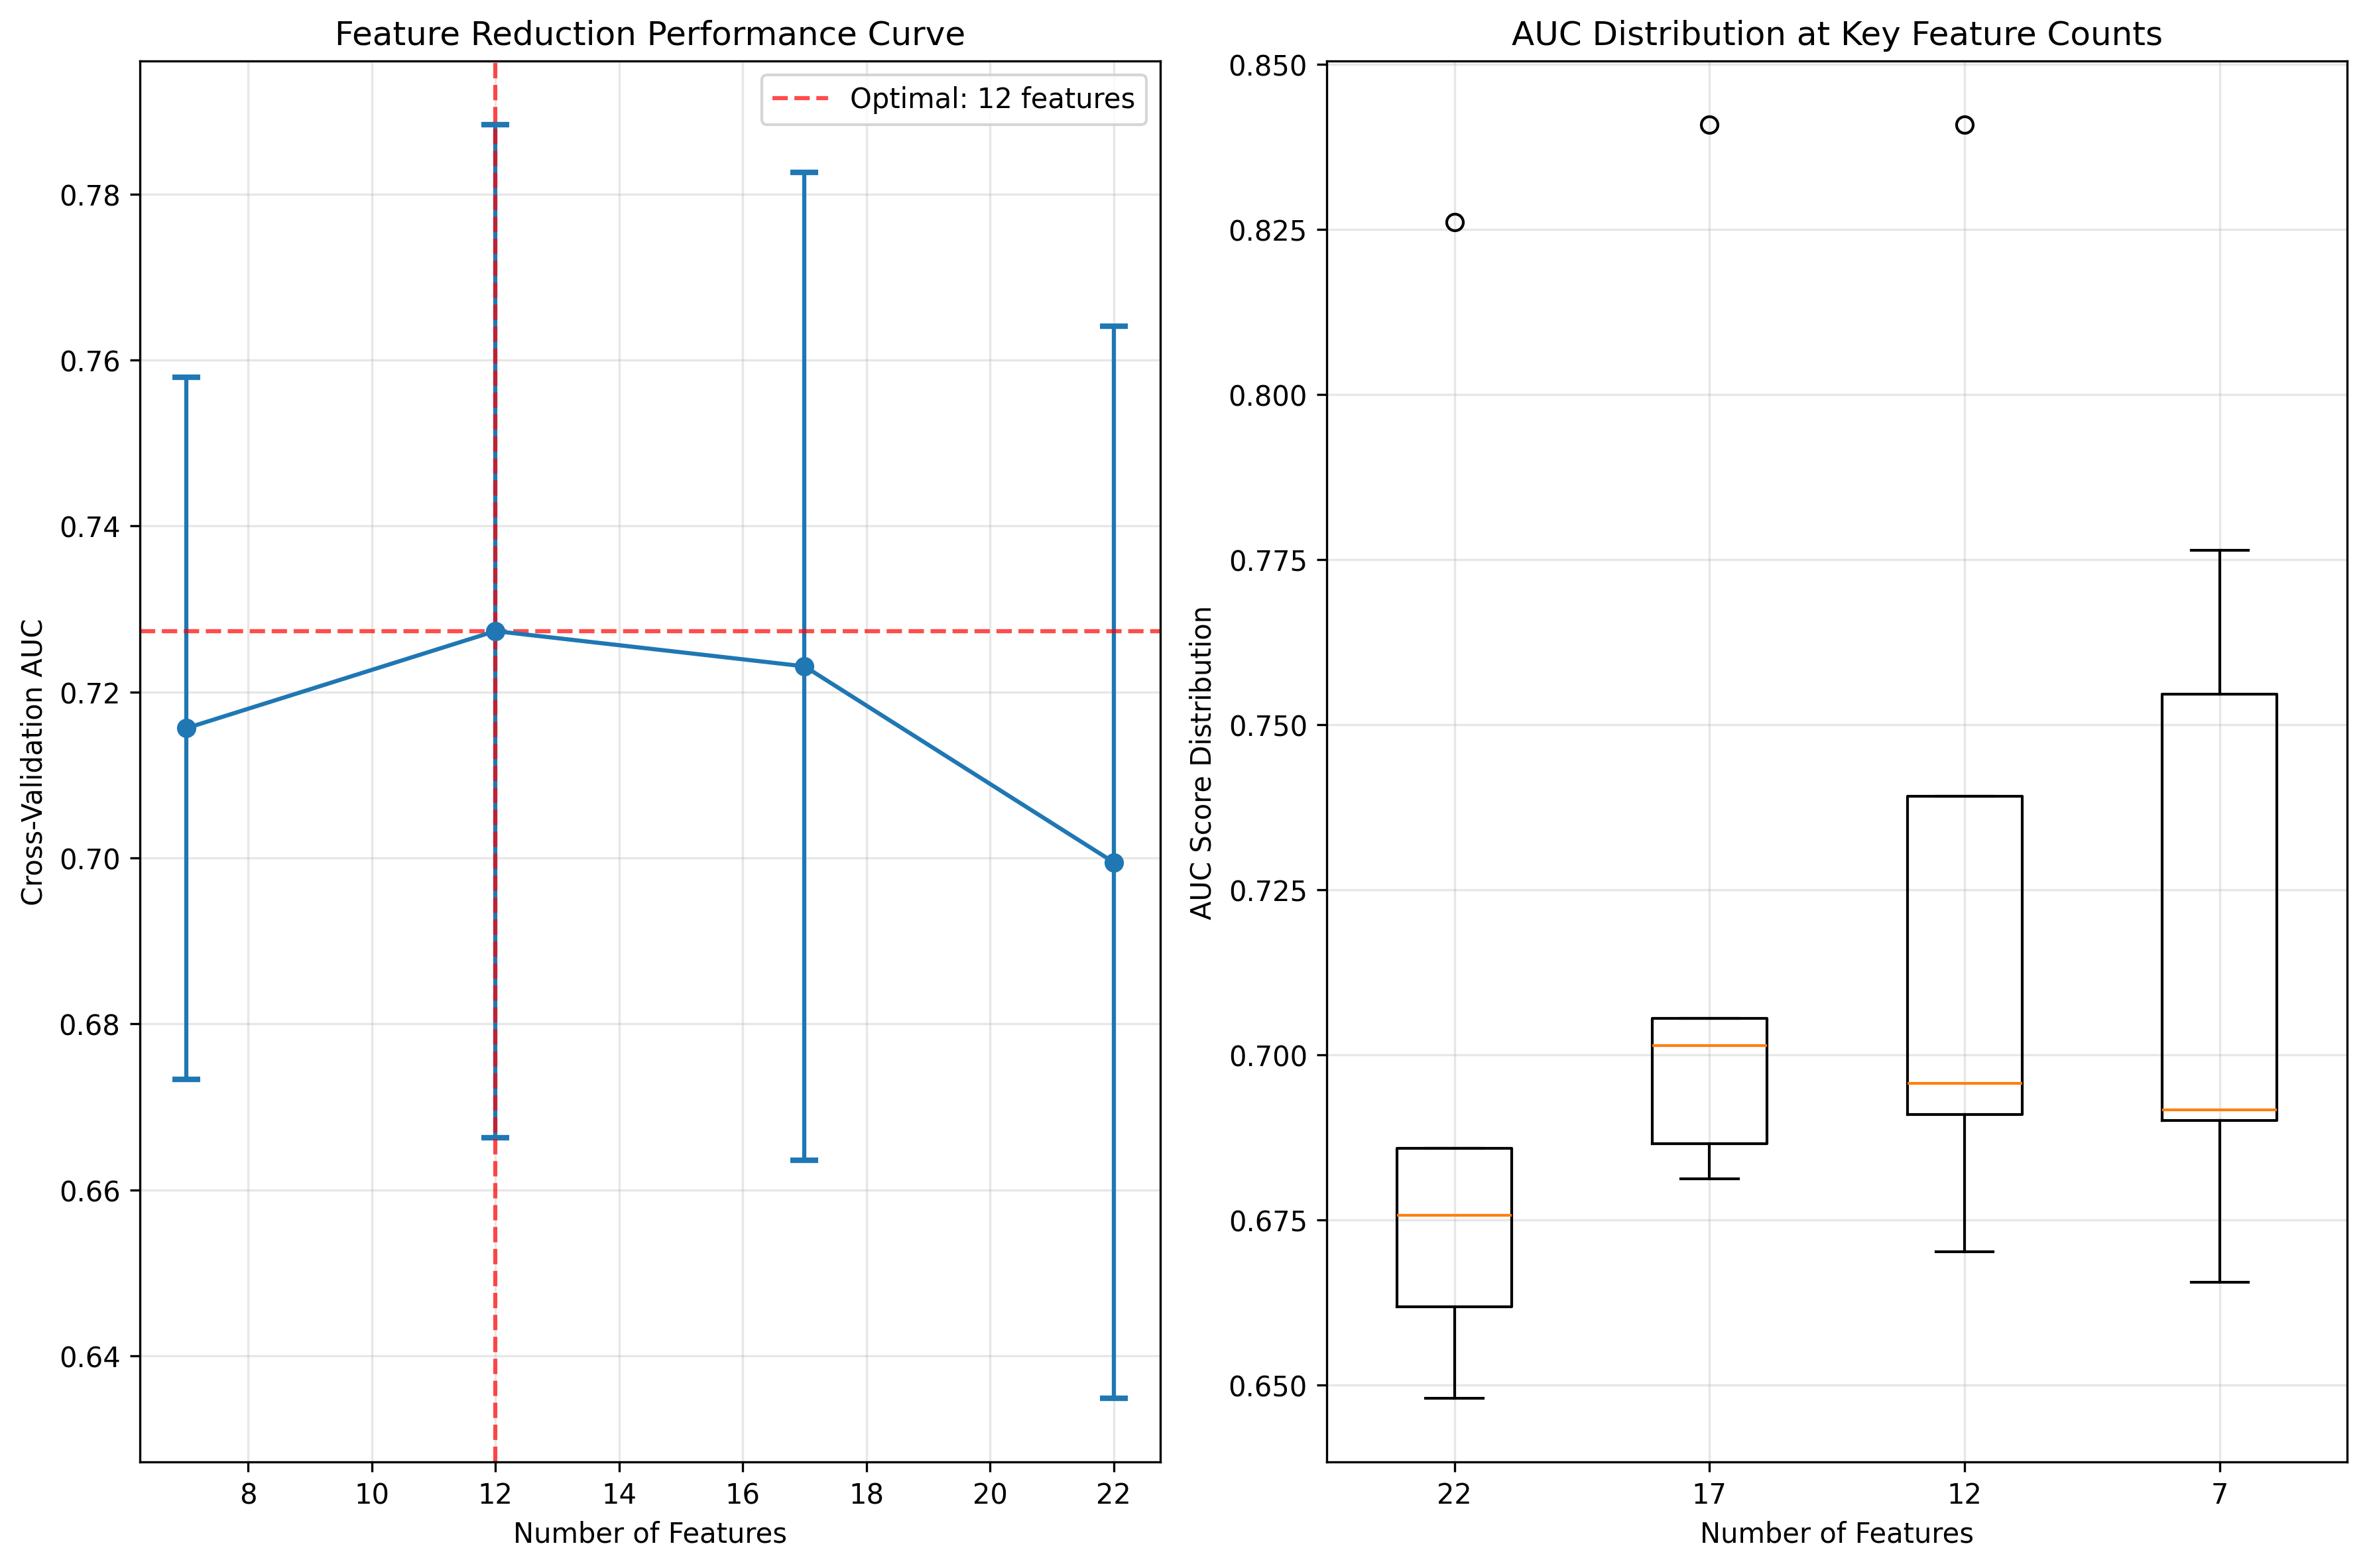 Feature Reduction Performance Curve
Optimal: 12 features
0.78
0.76
0.74
0.72
0.70
0.68
0.66
0.64
Cross-Validation AUC
8 10 12 14 16 18 20 22
Number of Features
AUC Distribution at Key Feature Counts
0.850
0.825
0.800
0.775
0.750
0.725
0.700
0.675
0.650
AUC Score Distribution
22 17 12 7
Number of Features